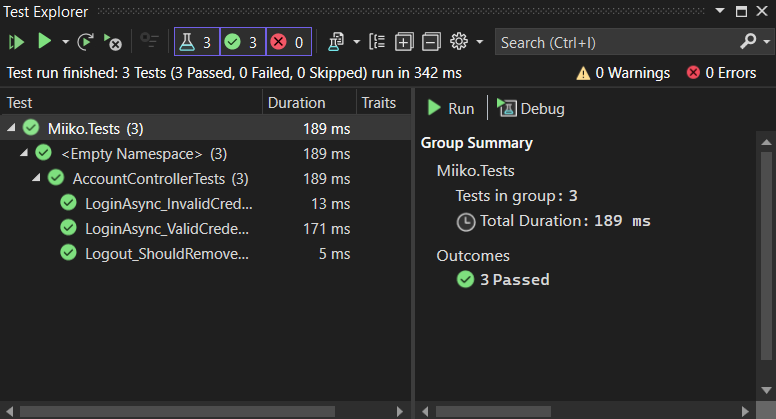 Test Explorer
3 3 0 Search (Ctrl+I)
Test run finished: 3 Tests (3 Passed, 0 Failed, 0 Skipped) run in 342 ms 0 Warnings 0 Errors
Test Duration Traits
Miiko.Tests (3) 189 ms
<Empty Namespace> (3) 189 ms
AccountControllerTests (3) 189 ms
LoginAsync_InvalidCred... 13 ms
LoginAsync_ValidCrede... 171 ms
Logout_ShouldRemove... 5 ms
Run Debug
Group Summary
Miiko.Tests
Tests in group: 3
Total Duration: 189 ms
Outcomes
3 Passed